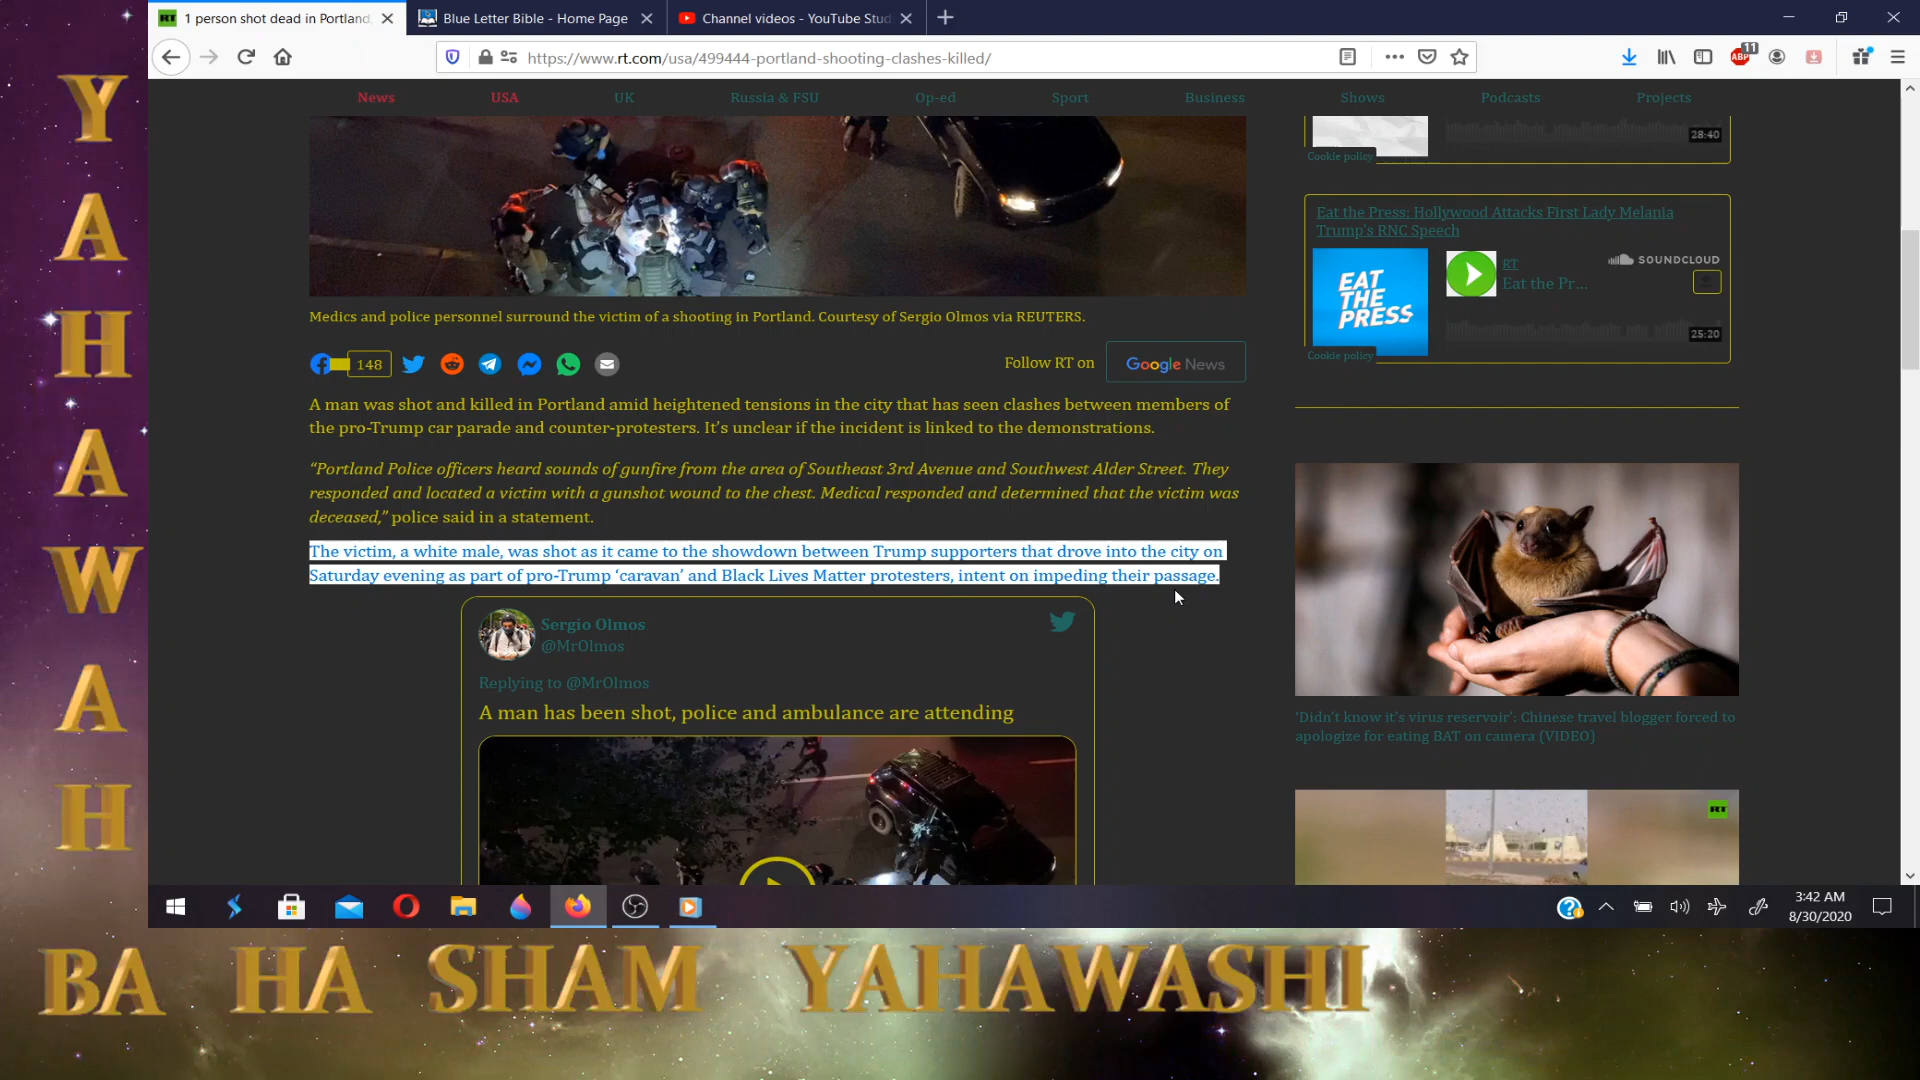 1 person shot dead in Portland,
Blue Letter Bible - Home Page
Channel videos - YouTube Stud
https://www.rt.com/usa/499444-portland-shooting-clashes-killed/
11
News USA UK Russia & FSU Op-ed Sport Business Shows Podcasts Projects
28:40
Cookie policy
Eat the Press: Hollywood Attacks First Lady Melania
Trump's RNC Speech
EAT
THE
PRESS
RT
Eat the Pr...
SOUNDCLOUD
25:20
Cookie policy
Medics and police personnel surround the victim of a shooting in Portland. Courtesy of Sergio Olmos via REUTERS.
148
Follow RT on
Google News
A man was shot and killed in Portland amid heightened tensions in the city that has seen clashes between members of
the pro-Trump car parade and counter-protesters. It's unclear if the incident is linked to the demonstrations.
“Portland Police officers heard sounds of gunfire from the area of Southeast 3rd Avenue and Southwest Alder Street. They
responded and located a victim with a gunshot wound to the chest. Medical responded and determined that the victim was
deceased,” police said in a statement.
The victim, a white male, was shot as it came to the showdown between Trump supporters that drove into the city on
Saturday evening as part of pro-Trump ‘caravan’ and Black Lives Matter protesters, intent on impeding their passage.
Sergio Olmos
@MrOlmos
Replying to @MrOlmos
A man has been shot, police and ambulance are attending
‘Didn’t know it’s virus reservoir’: Chinese travel blogger forced to
apologize for eating BAT on camera (VIDEO)
RT
3:42 AM
8/30/2020
Y
A
H
A
W
A
H
BA HA SHAM YAHAWASHI